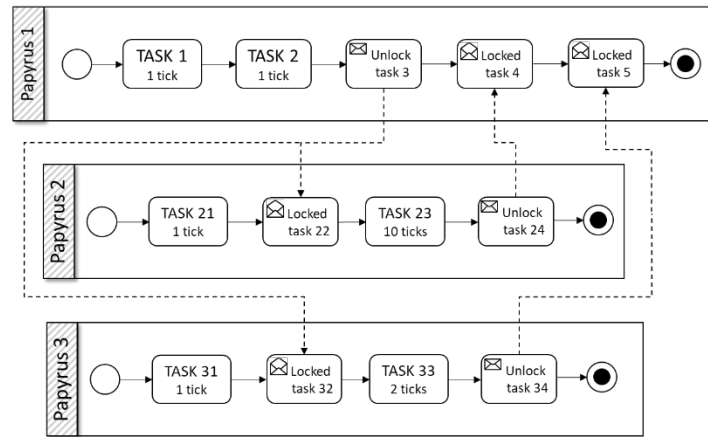 Papyrus 1
TASK 1
1 tick
TASK 2
1 tick
Unlock
task 3
Locked
task 4
Locked
task 5
Papyrus 2
TASK 21
1 tick
Locked
task 22
TASK 23
10 ticks
Unlock
task 24
Papyrus 3
TASK 31
1 tick
Locked
task 32
TASK 33
2 ticks
Unlock
task 34